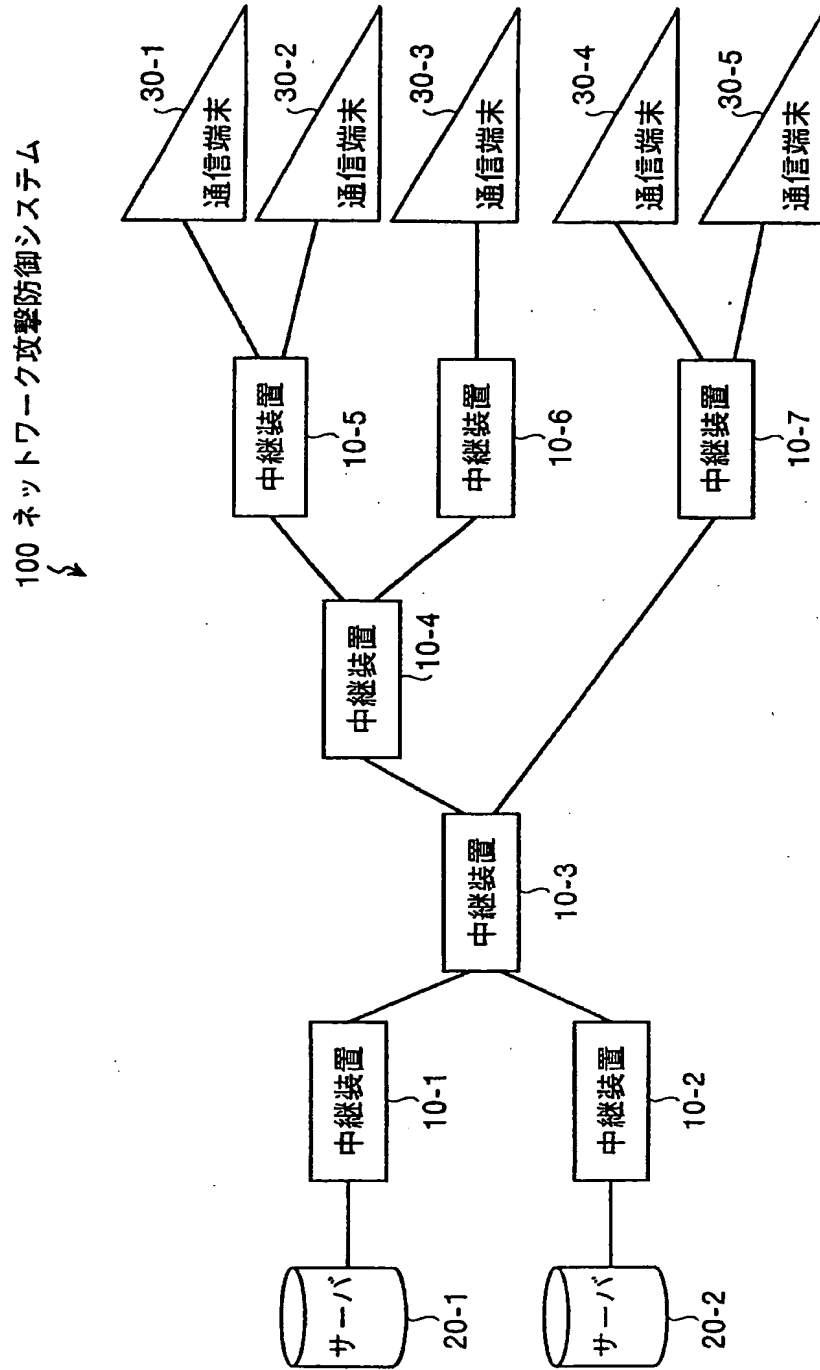 100 ネットワーク攻撃防御システム
サーバ
20-1
サーバ
20-2
中継装置
10-1
中継装置
10-2
中継装置
10-3
中継装置
10-4
中継装置
10-5
中継装置
10-6
中継装置
10-7
通信端末
30-1
通信端末
30-2
通信端末
30-3
通信端末
30-4
通信端末
30-5